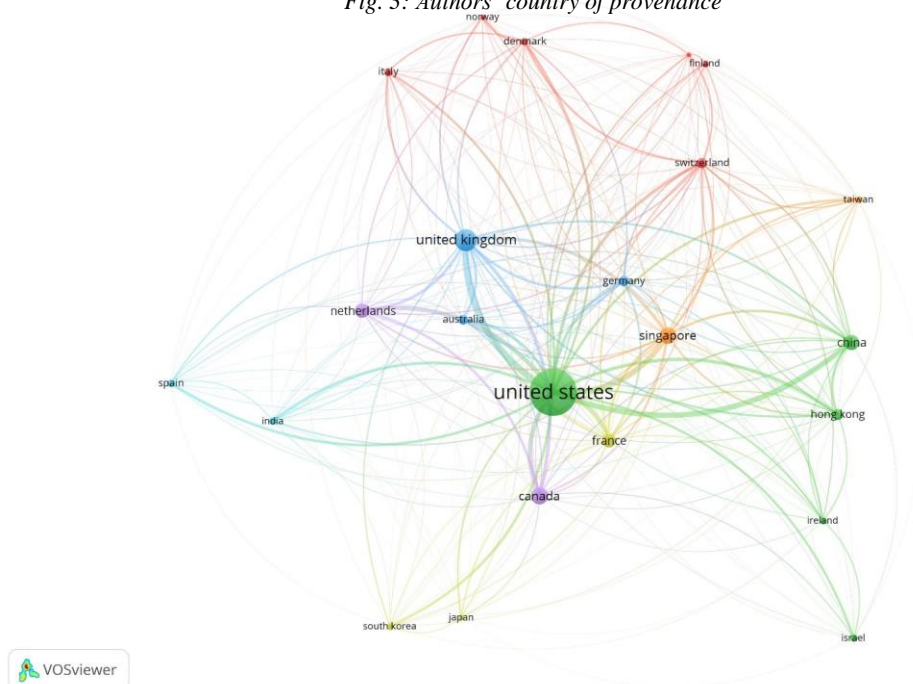 Fig. 5: Authors' country of provenance
norway
denmark
italy
finland
switzerland
taiwan
united kingdom
germany
netherlands
australia
singapore
china
united states
spain
hong kong
india
france
canada
ireland
japan
south korea
israel
VOSviewer